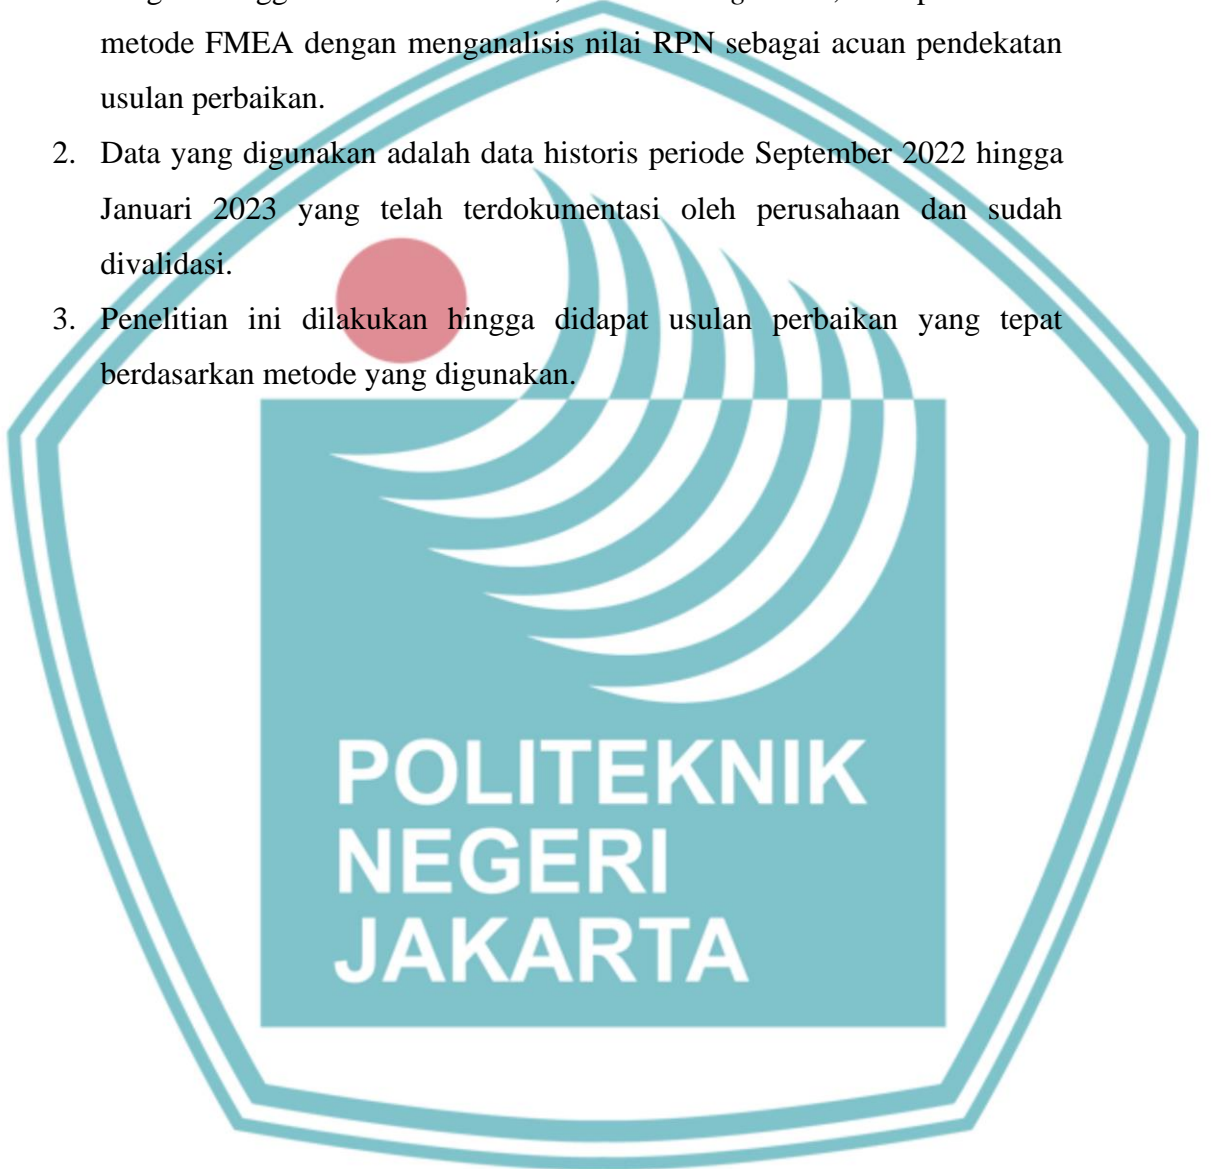 metode FMEA dengan menganalisis nilai RPN sebagai acuan pendekatan
usulan perbaikan.
2. Data yang digunakan adalah data historis periode September 2022 hingga
Januari 2023 yang telah terdokumentasi oleh perusahaan dan sudah
divalidasi.
3. Penelitian ini dilakukan hingga didapat usulan perbaikan yang tepat
berdasarkan metode yang digunakan.
POLITEKNIK
NEGERI
JAKARTA